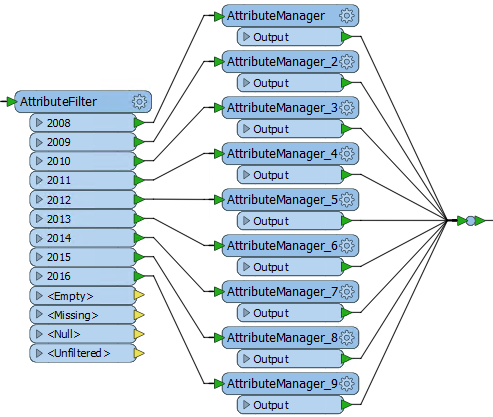 AttributeFilter
2008
2009
2010
2011
2012
2013
2014
2015
2016
<Empty>
<Missing>
<Null>
<Unfiltered>
AttributeManager
Output
AttributeManager_2
Output
AttributeManager_3
Output
AttributeManager_4
Output
AttributeManager_5
Output
AttributeManager_6
Output
AttributeManager_7
Output
AttributeManager_8
Output
AttributeManager_9
Output